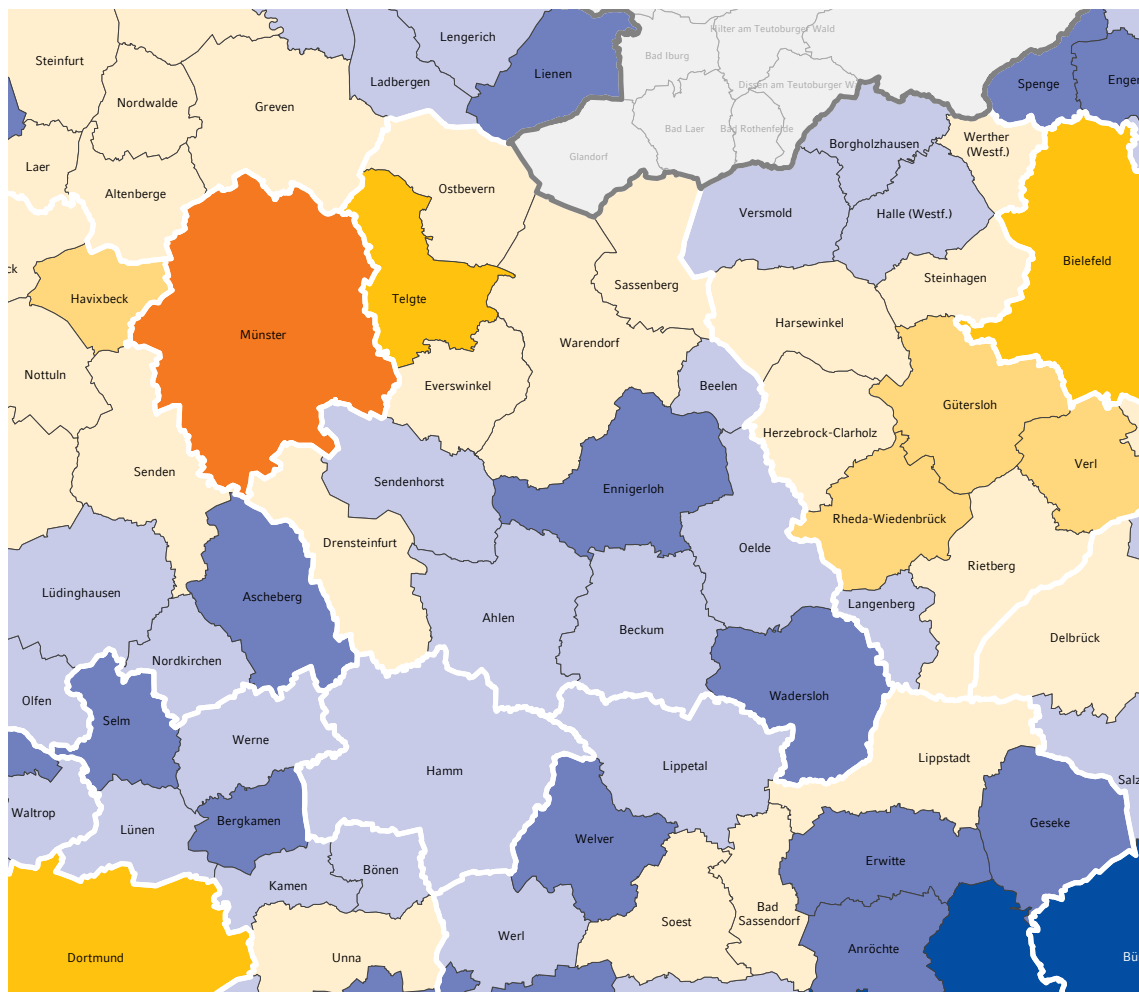 Hilter am Teutoburger Wald
Lengerich
Bad Iburg
Steinfurt
Lienen
Ladbergen
Dissen am Teutoburger W
Spenge
Enger
Nordwalde
Greven
Bad Laer
Bad Rothenfelde
Werther
(Westf.)
Borgholzhausen
Glandorf
Laer
Altenberge
Ostbevern
Versmold
Halle (Westf.)
Bielefeld
ck
Havixbeck
Telgte
Sassenberg
Steinhagen
Münster
Warendorf
Harsewinkel
Nottuln
Everswinkel
Beelen
Gütersloh
Herzebrock-Clarholz
Verl
Senden
Sendenhorst
Ennigerloh
Rheda-Wiedenbrück
Drensteinfurt
Oelde
Rietberg
Lüdinghausen
Ascheberg
Langenberg
Ahlen
Beckum
Delbrück
Nordkirchen
Olfen
Wadersloh
Selm
Werne
Lippstadt
Hamm
Lippetal
Salz
Waltrop
Lünen
Bergkamen
Welver
Geseke
Erwitte
Bönen
Kamen
Bad
Sassendorf
Soest
Werl
Anröchte
Dortmund
Unna
Bü